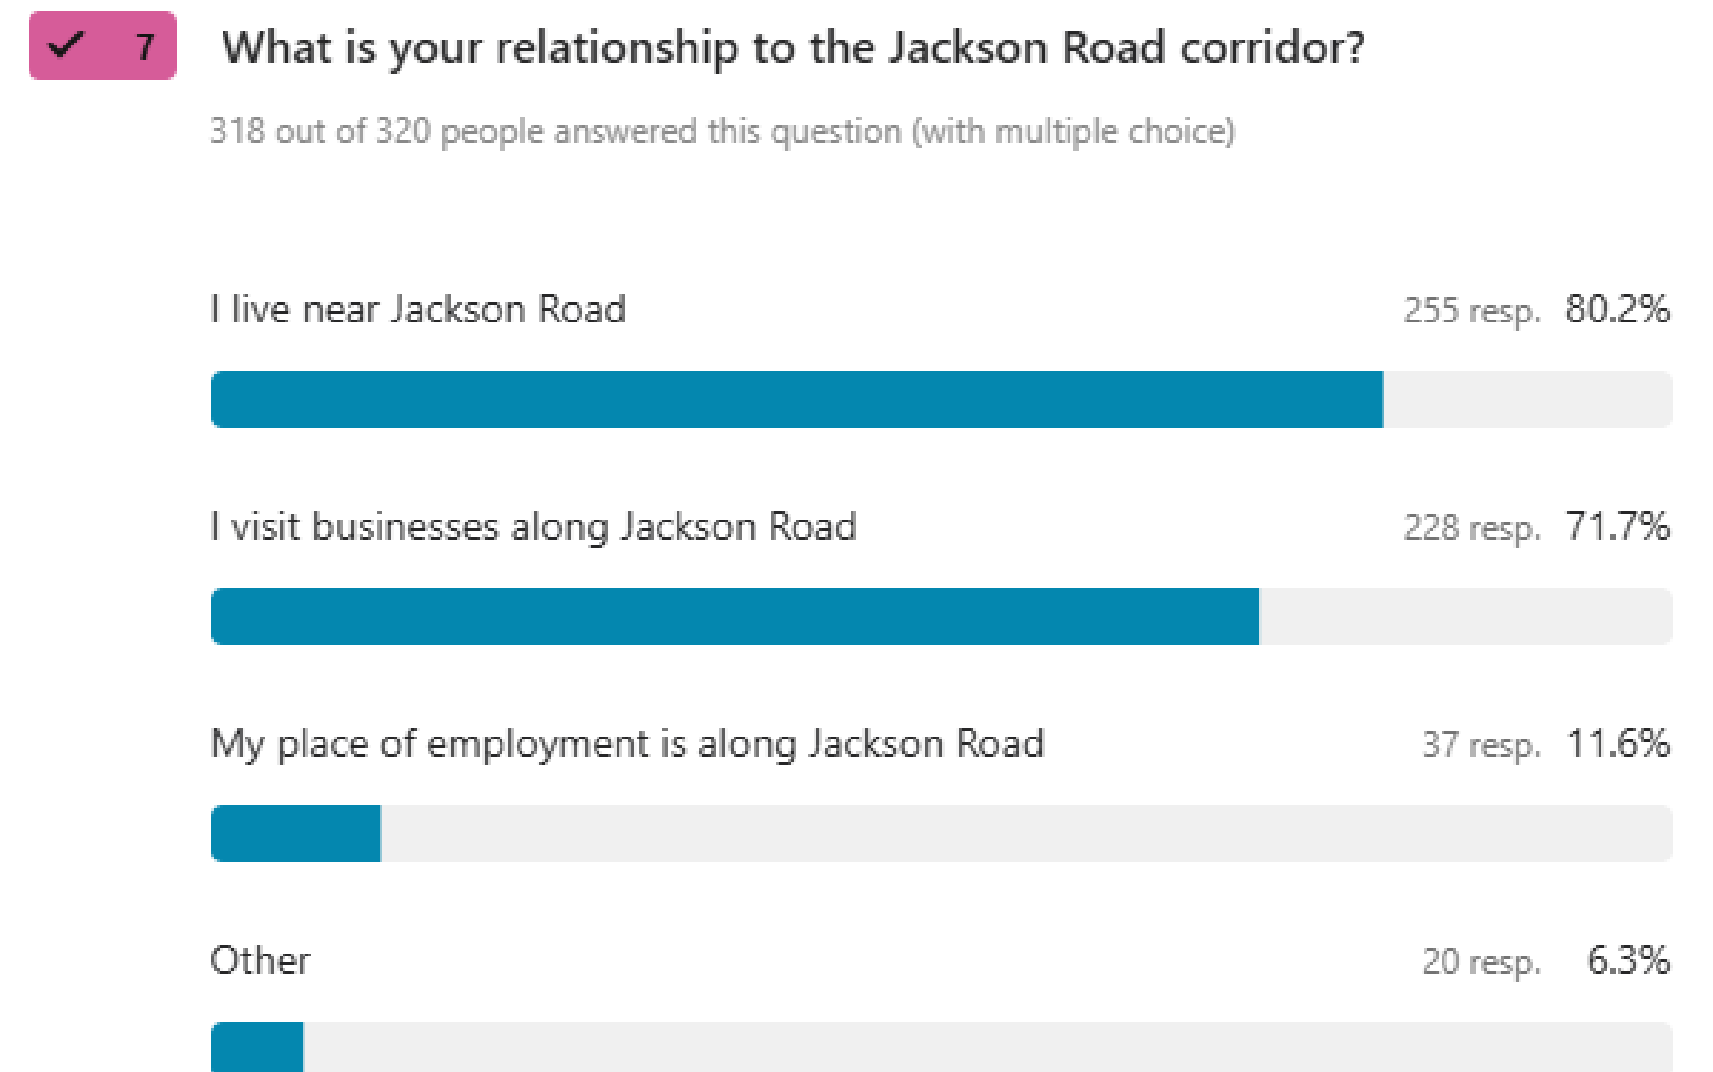 7 What is your relationship to the Jackson Road corridor?
318 out of 320 people answered this question (with multiple choice)
I live near Jackson Road 255 resp. 80.2%
I visit businesses along Jackson Road 228 resp. 71.7%
My place of employment is along Jackson Road 37 resp. 11.6%
Other 20 resp. 6.3%